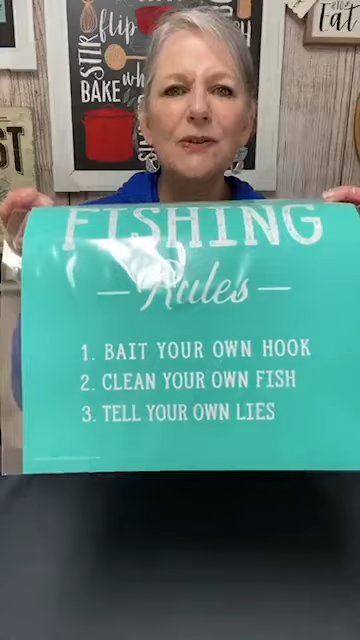 flip
STIR
BAKE
Eat
FISHING
Rules
1. BAIT YOUR OWN HOOK
2. CLEAN YOUR OWN FISH
3. TELL YOUR OWN LIES